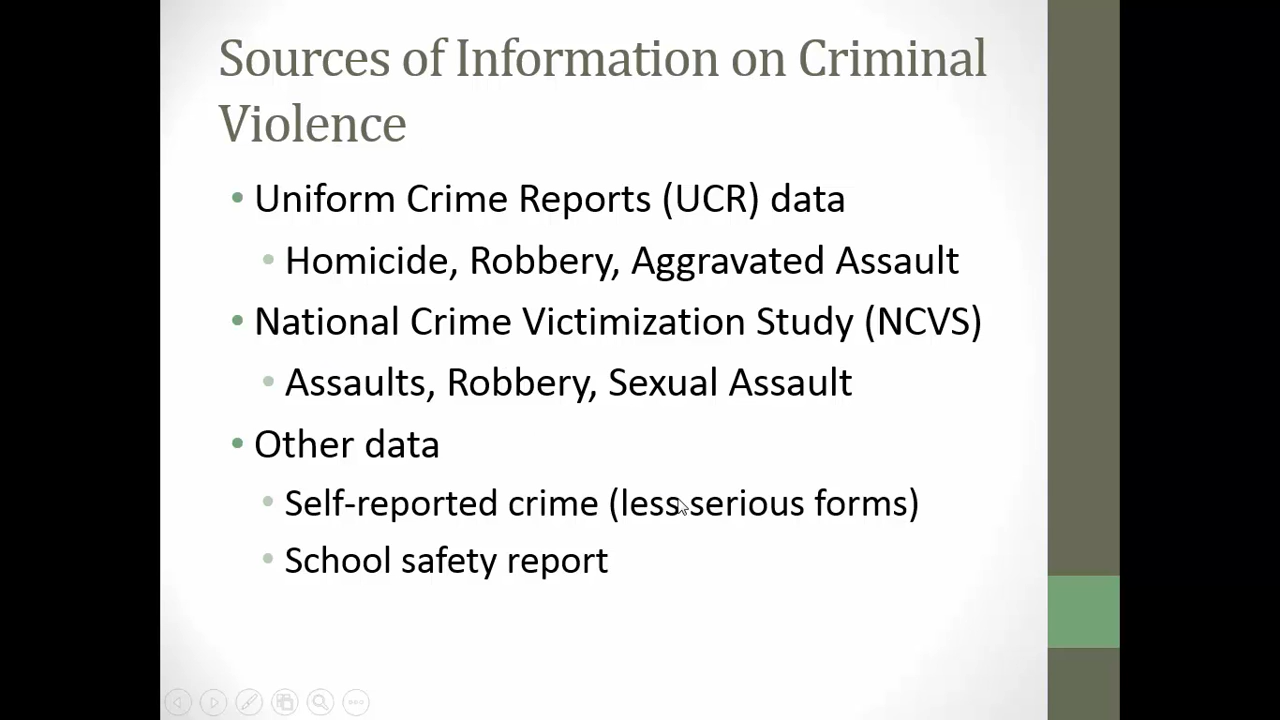 Sources of Information on Criminal
Violence
• Uniform Crime Reports (UCR) data
• Homicide, Robbery, Aggravated Assault
• National Crime Victimization Study (NCVS)
• Assaults, Robbery, Sexual Assault
• Other data
• Self-reported crime (less serious forms)
• School safety report